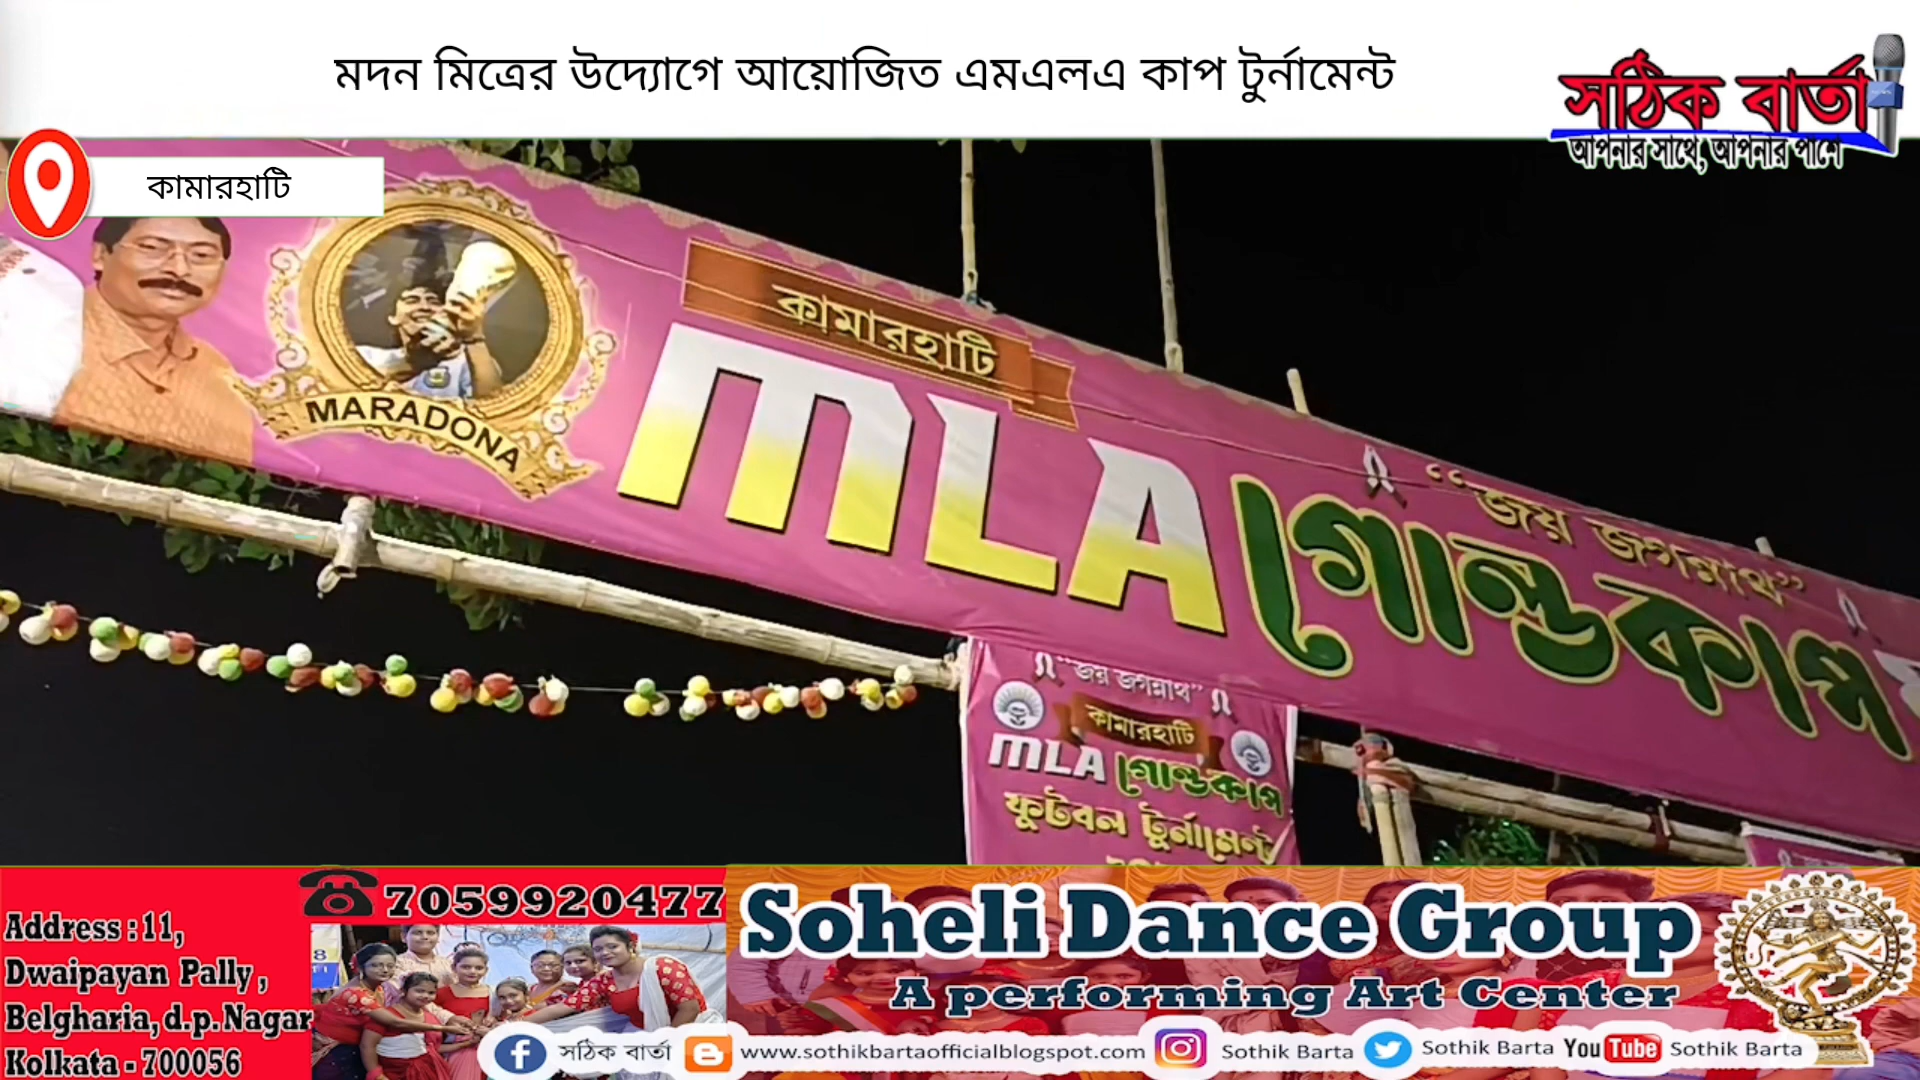 মদন মিত্রের উদ্যোগে আয়োজিত এমএলএ কাপ টুর্নামেন্ট
সঠিক বার্তা
আপনার সাথে, আপনার পাশে
কামারহাটি
MARADONA
কামারহাটি
MLA গোল্ডকাপ
“জয় জগন্নাথ”
“জয় জগন্নাথ”
কামারহাটি
MLA গোল্ডকাপ
ফুটবল টুর্নামেন্ট
7059920477
Address : 11,
Dwaipayan Pally,
Belgharia, d.p.Nagar
Kolkata - 700056
Soheli Dance Group
A performing Art Center
সঠিক বার্তা
www.sothikbartaofficialblogspot.com
Sothik Barta
Sothik Barta
YouTube Sothik Barta